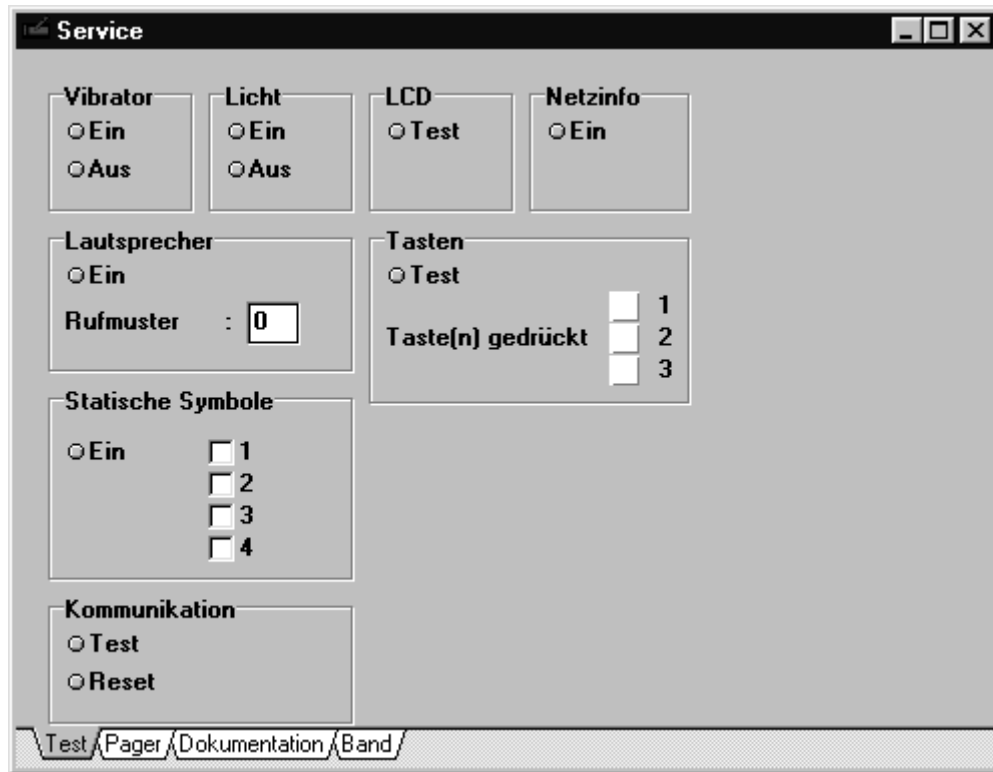 Service
Vibrator
Ein
Aus
Licht
Ein
Aus
LCD
Test
Netzinfo
Ein
Lautsprecher
Ein
Rufmuster : 0
Tasten
Test
Taste(n) gedrückt
1
2
3
Statische Symbole
Ein
1
2
3
4
Kommunikation
Test
Reset
Test Pager Dokumentation Band